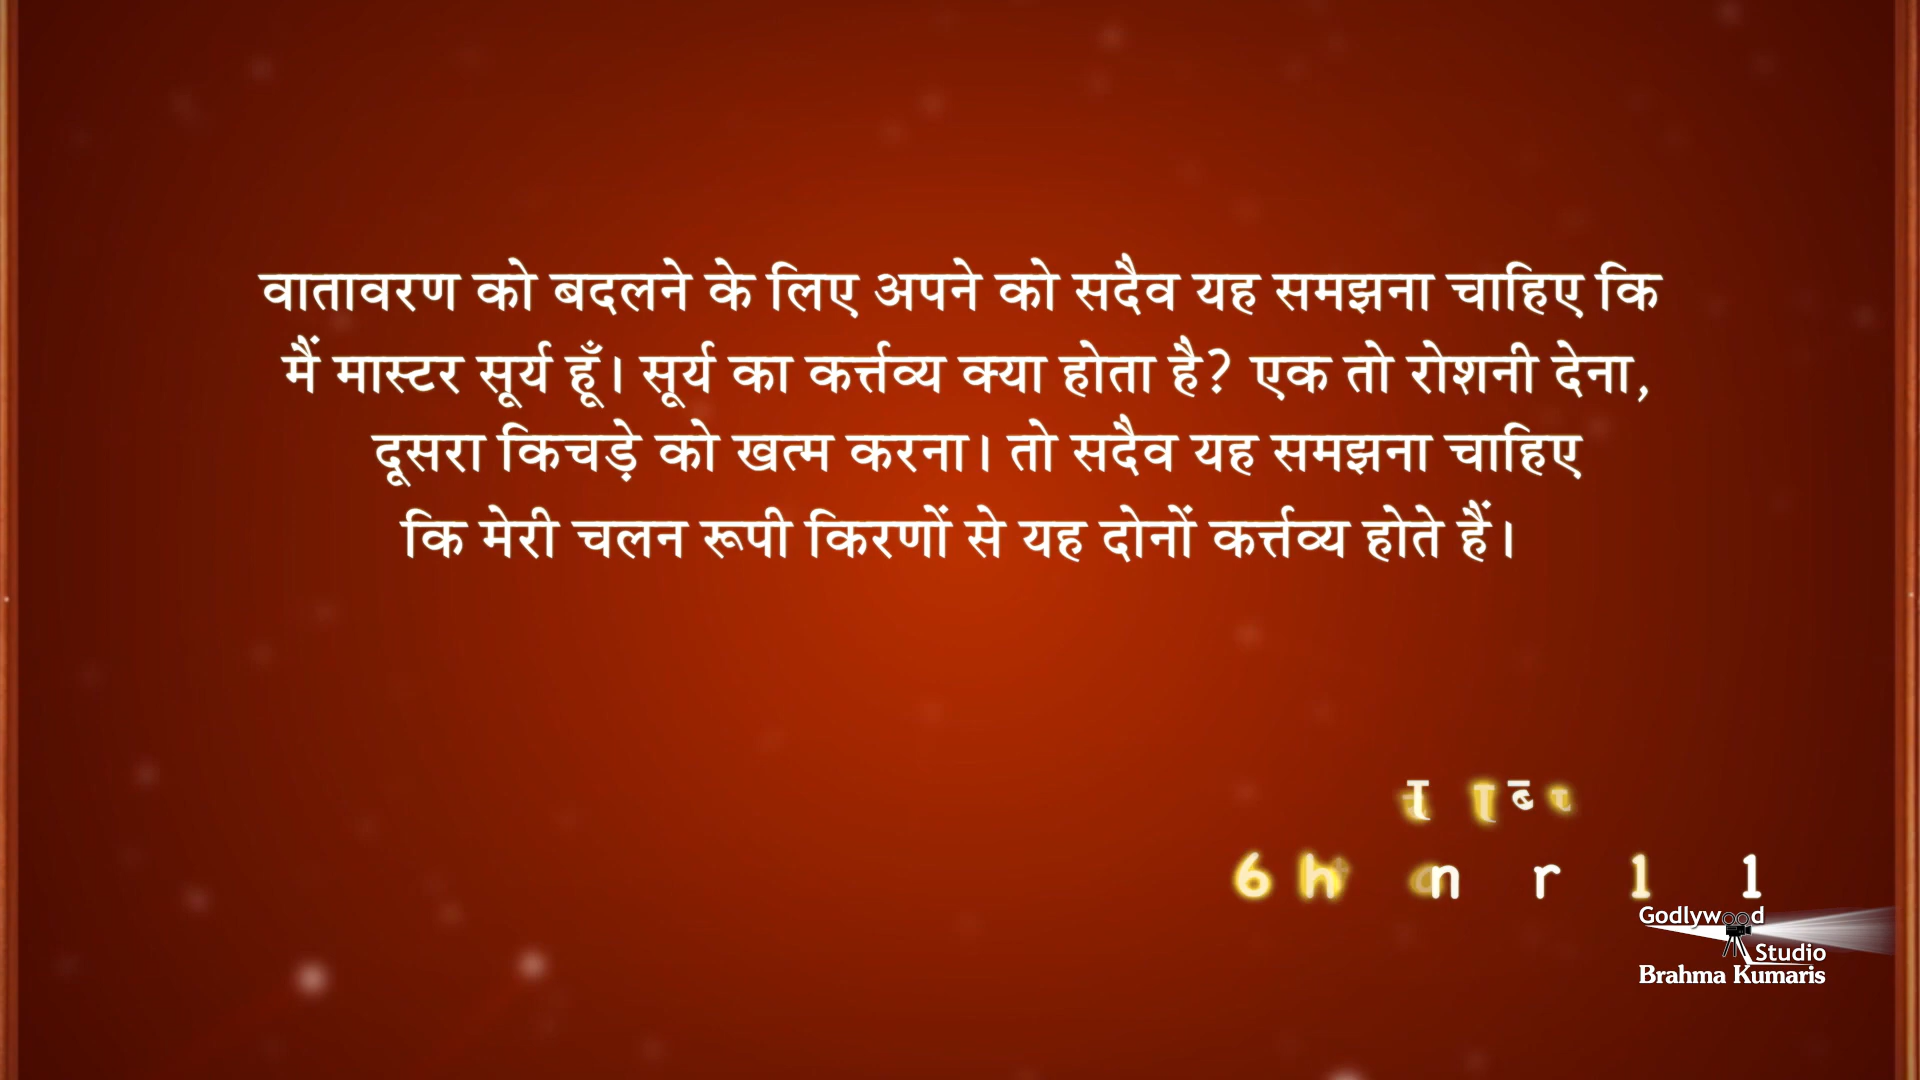 वातावरण को बदलने के लिए अपने को सदैव यह समझना चाहिए कि
मैं मास्टर सूर्य हूँ। सूर्य का कर्त्तव्य क्या होता है? एक तो रोशनी देना,
दूसरा किचड़े को खत्म करना। तो सदैव यह समझना चाहिए
कि मेरी चलन रूपी किरणों से यह दोनों कर्त्तव्य होते हैं।
Godlywood
Studio
Brahma Kumaris